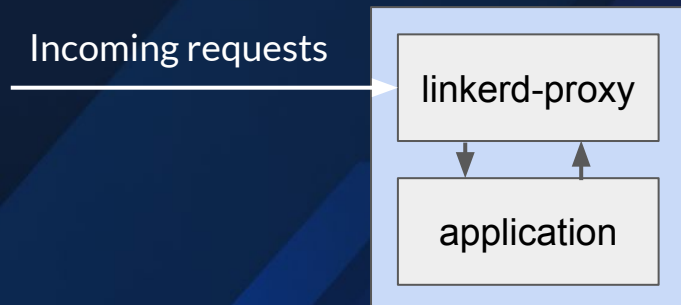 Incoming requests
linkerd-proxy
application